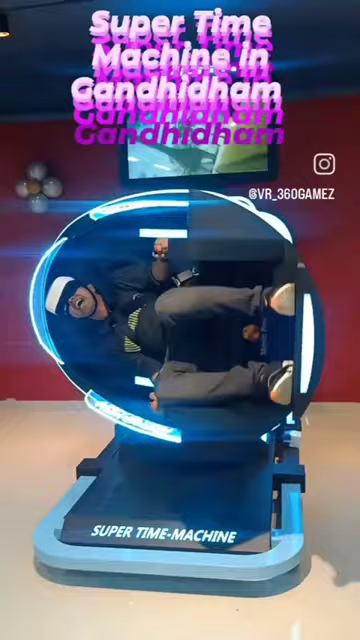 Super Time
Machine in
Gandhidham
@VR_360GAMEZ
SUPER TIME-MACHINE